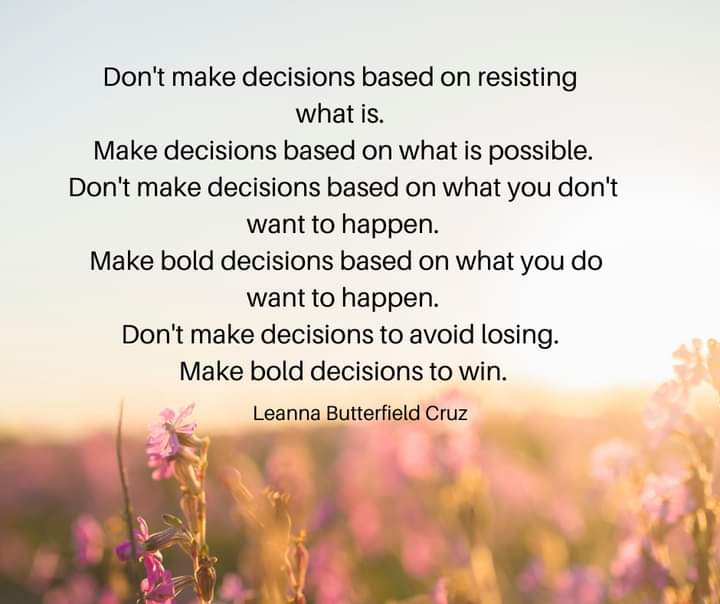 Don't make decisions based on resisting
what is.
Make decisions based on what is possible.
Don't make decisions based on what you don't
want to happen.
Make bold decisions based on what you do
want to happen.
Don't make decisions to avoid losing.
Make bold decisions to win.
Leanna Butterfield Cruz